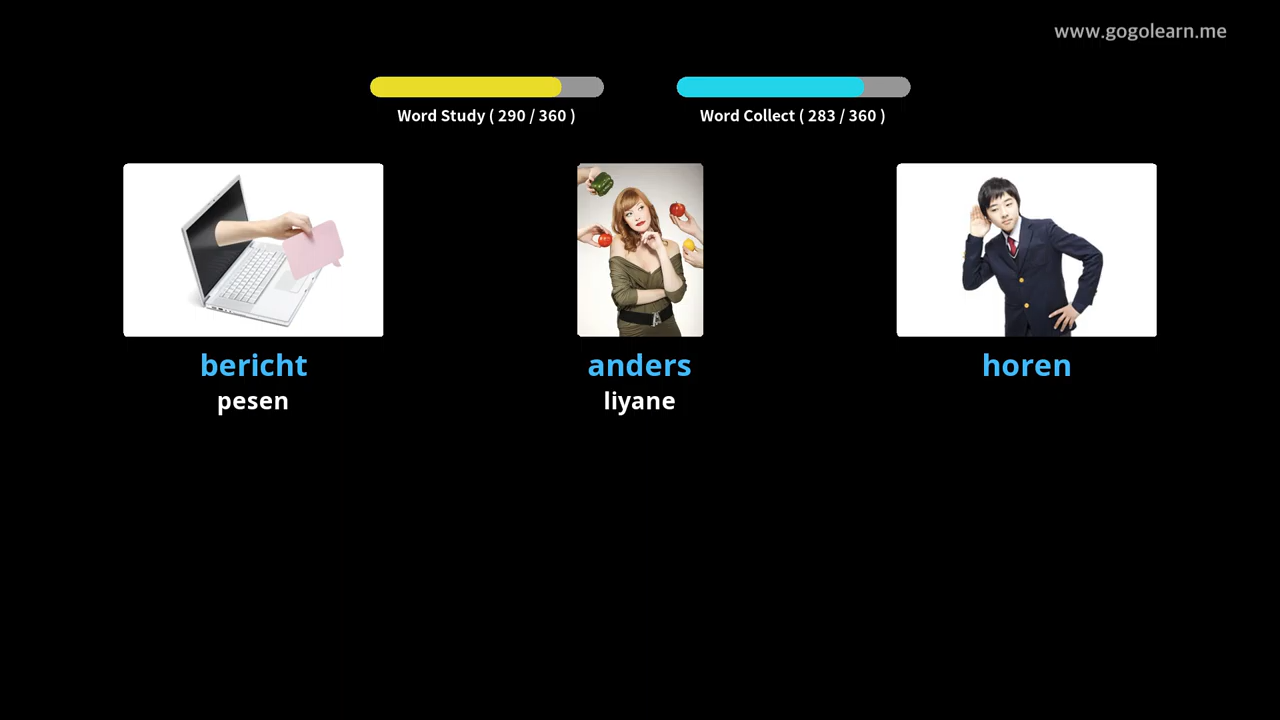 www.gogolearn.me
Word Study ( 290 / 360 )
Word Collect ( 283 / 360 )
bericht
anders
horen
pesen
liyane